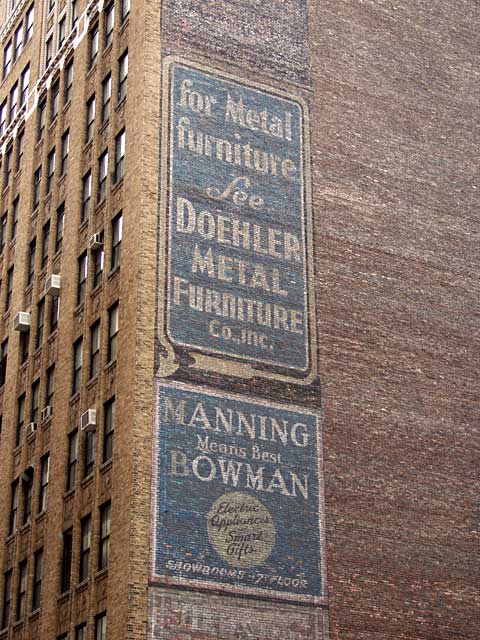 for Metal
furniture
See
DOEHLER
METAL
FURNITURE
Co., Inc.
MANNING
Means Best
BOWMAN
Electric
Appliances
Smart
Gifts.
SHOWROOMS - 7th FLOOR